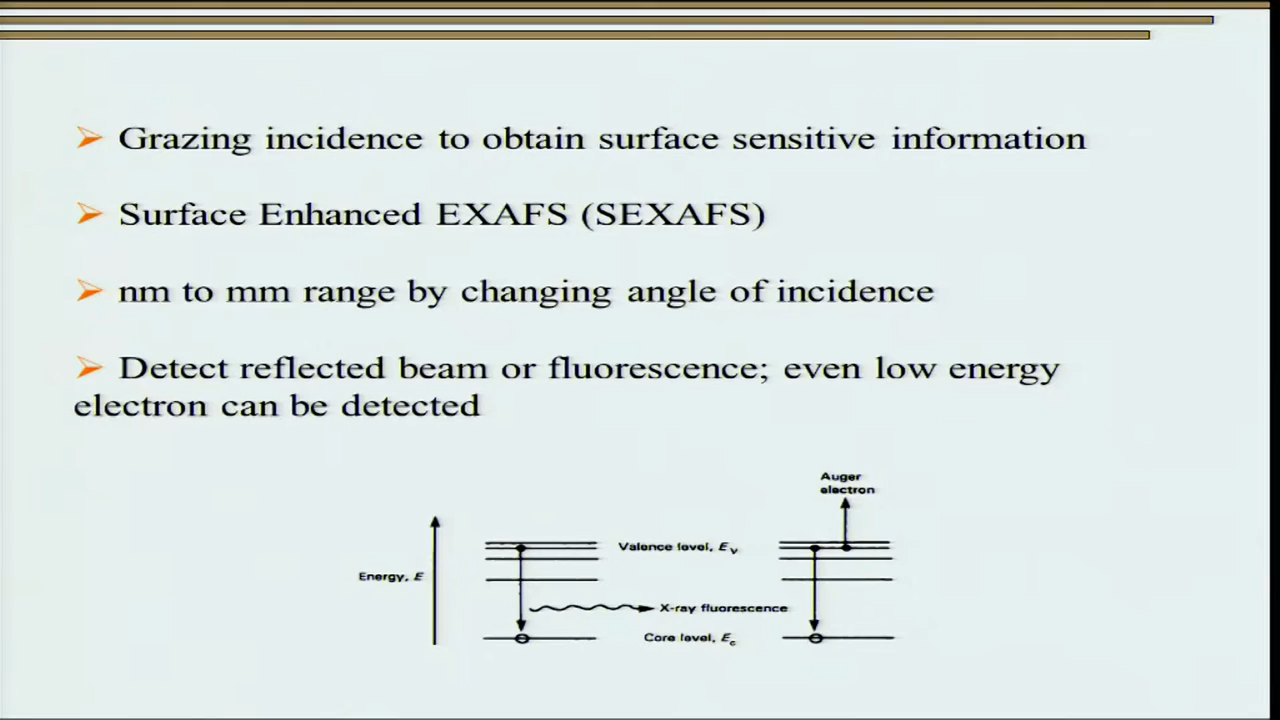 Grazing incidence to obtain surface sensitive information
Surface Enhanced EXAFS (SEXAFS)
nm to mm range by changing angle of incidence
Detect reflected beam or fluorescence; even low energy
electron can be detected
Auger
electron
Valence level, Ev
Energy, E
X-ray fluorescence
Core level, Ec